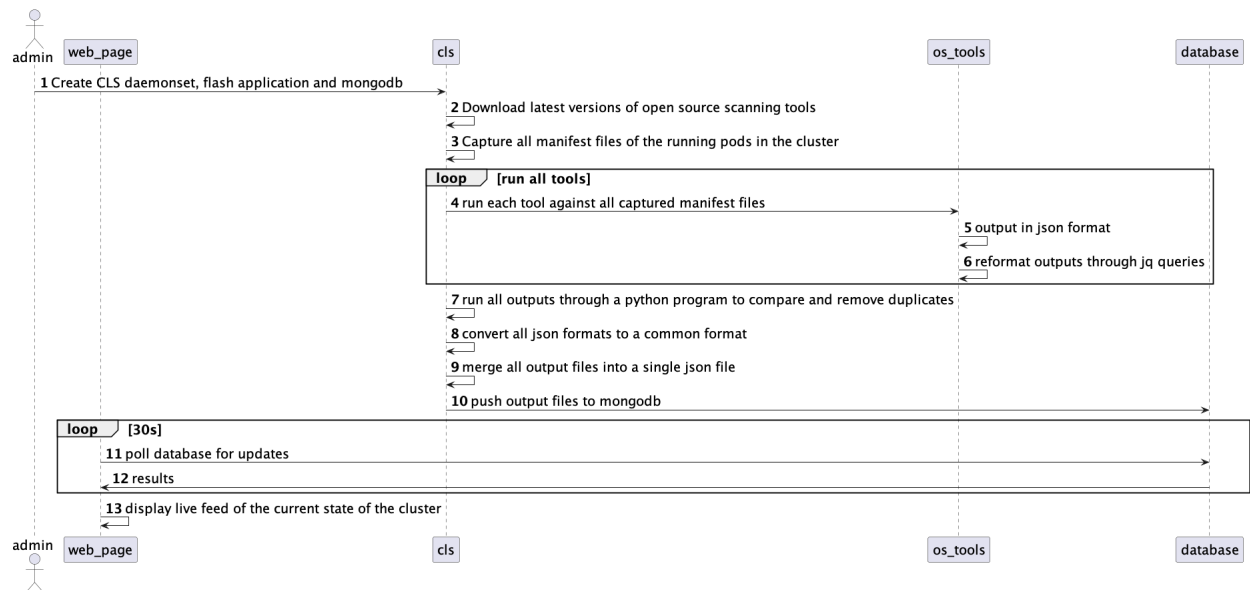 admin
web_page
cls
os_tools
database
1 Create CLS daemonset, flash application and mongodb
2 Download latest versions of open source scanning tools
3 Capture all manifest files of the running pods in the cluster
loop [run all tools]
4 run each tool against all captured manifest files
5 output in json format
6 reformat outputs through jq queries
7 run all outputs through a python program to compare and remove duplicates
8 convert all json formats to a common format
9 merge all output files into a single json file
10 push output files to mongodb
loop [30s]
11 poll database for updates
12 results
13 display live feed of the current state of the cluster
admin
web_page
cls
os_tools
database